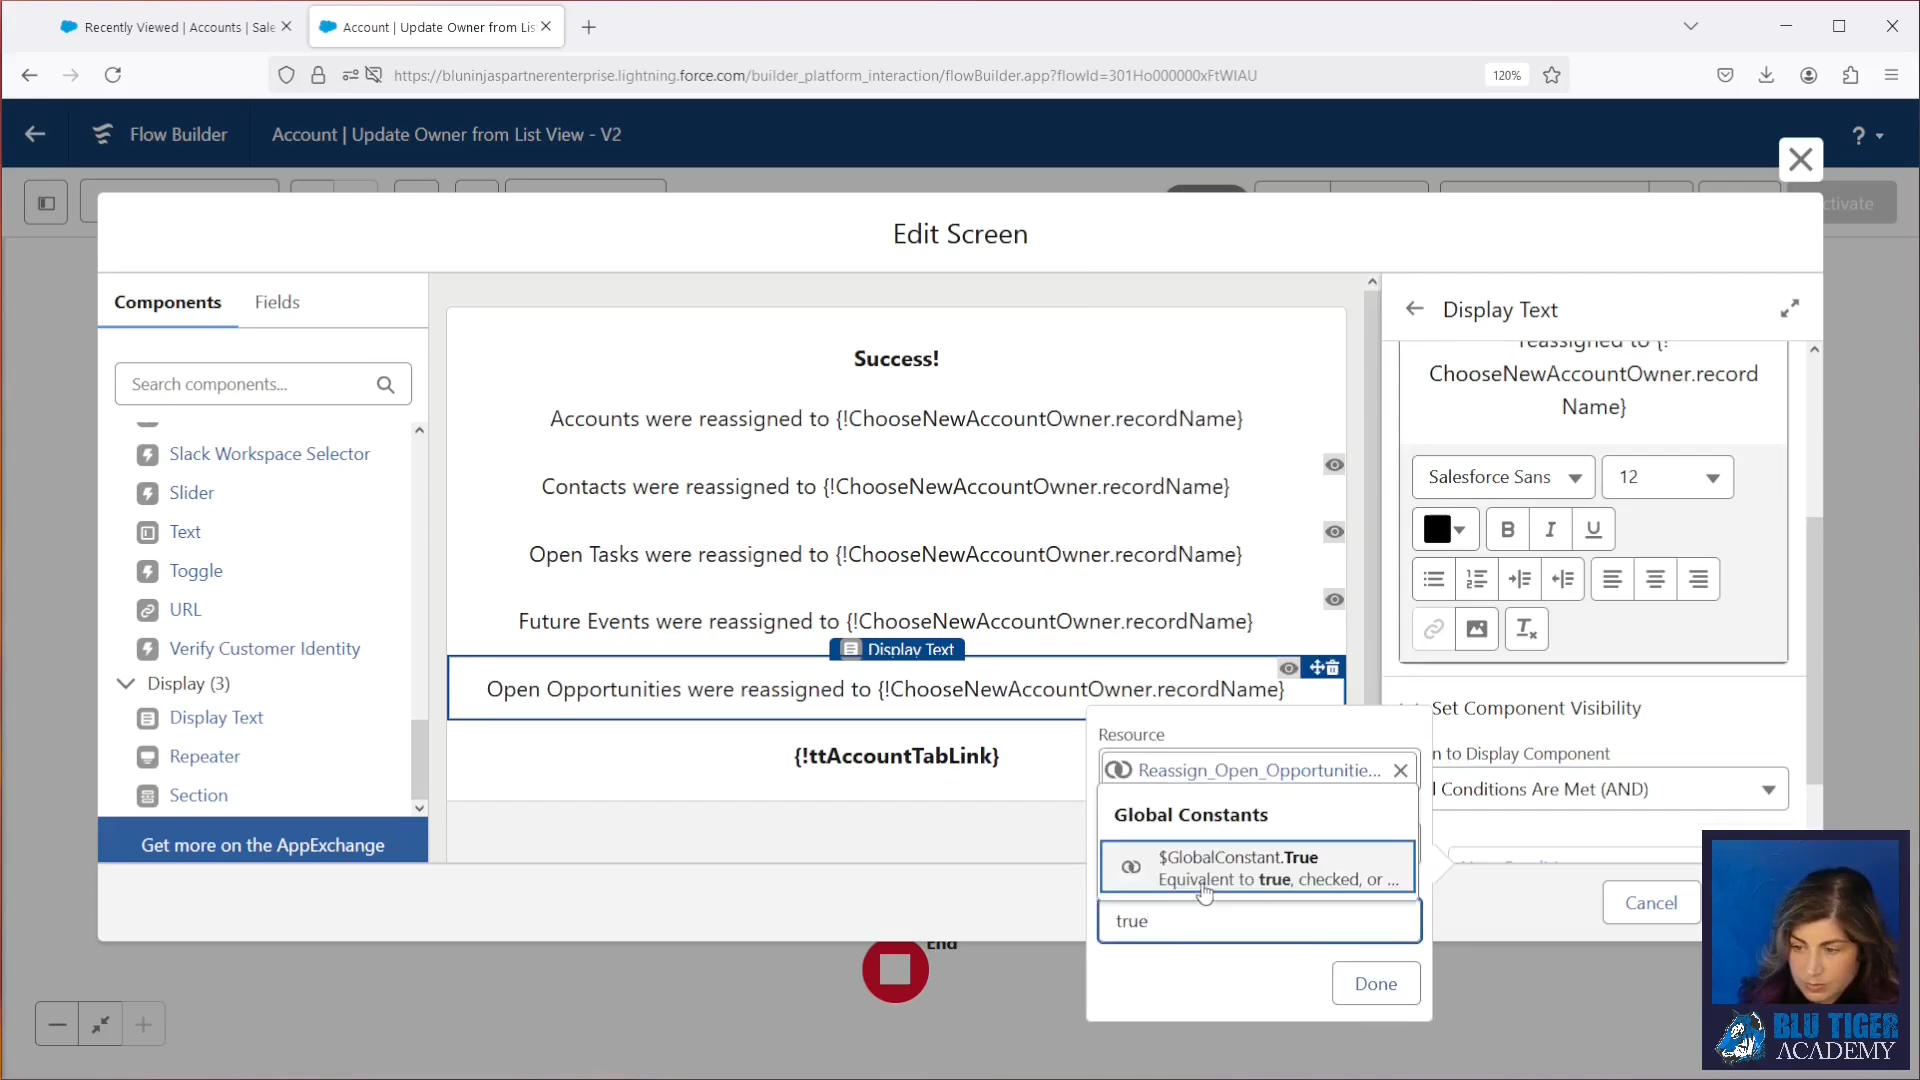 Recently Viewed | Accounts | Sale
Account | Update Owner from Lis
https://bluninjaspartnerenterprise.lightning.force.com/builder_platform_interaction/flowBuilder.app?flowId=301Ho000000xFtWIAU
120%
Flow Builder
Account | Update Owner from List View - V2
?
ctivate
Edit Screen
Components
Fields
Search components...
Slack Workspace Selector
Slider
Text
Toggle
URL
Verify Customer Identity
Display (3)
Display Text
Repeater
Section
Get more on the AppExchange
Success!
Accounts were reassigned to {!ChooseNewAccountOwner.recordName}
Contacts were reassigned to {!ChooseNewAccountOwner.recordName}
Open Tasks were reassigned to {!ChooseNewAccountOwner.recordName}
Future Events were reassigned to {!ChooseNewAccountOwner.recordName}
Display Text
Open Opportunities were reassigned to {!ChooseNewAccountOwner.recordName}
{!ttAccountTabLink}
Display Text
reassigned to {!
ChooseNewAccountOwner.record
Name}
Salesforce Sans
12
B I U
Set Component Visibility
n to Display Component
l Conditions Are Met (AND)
Resource
Reassign_Open_Opportunitie...
Global Constants
$GlobalConstant.True
Equivalent to true, checked, or ...
true
Done
Cancel
End
BLU TIGER
ACADEMY